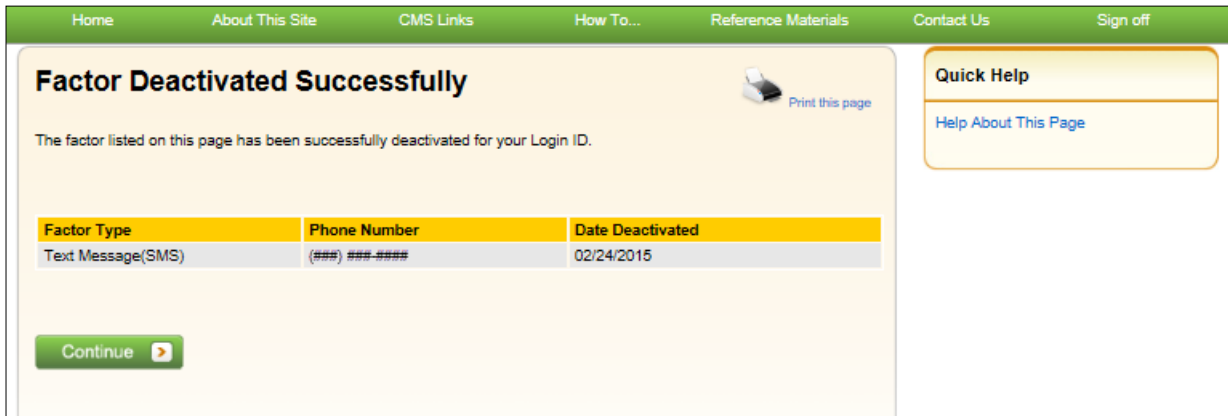 Home About This Site CMS Links How To... Reference Materials Contact Us Sign off
Factor Deactivated Successfully
Print this page
The factor listed on this page has been successfully deactivated for your Login ID.
Factor Type Phone Number Date Deactivated
Text Message(SMS) (###) ###-#### 02/24/2015
Continue
Quick Help
Help About This Page